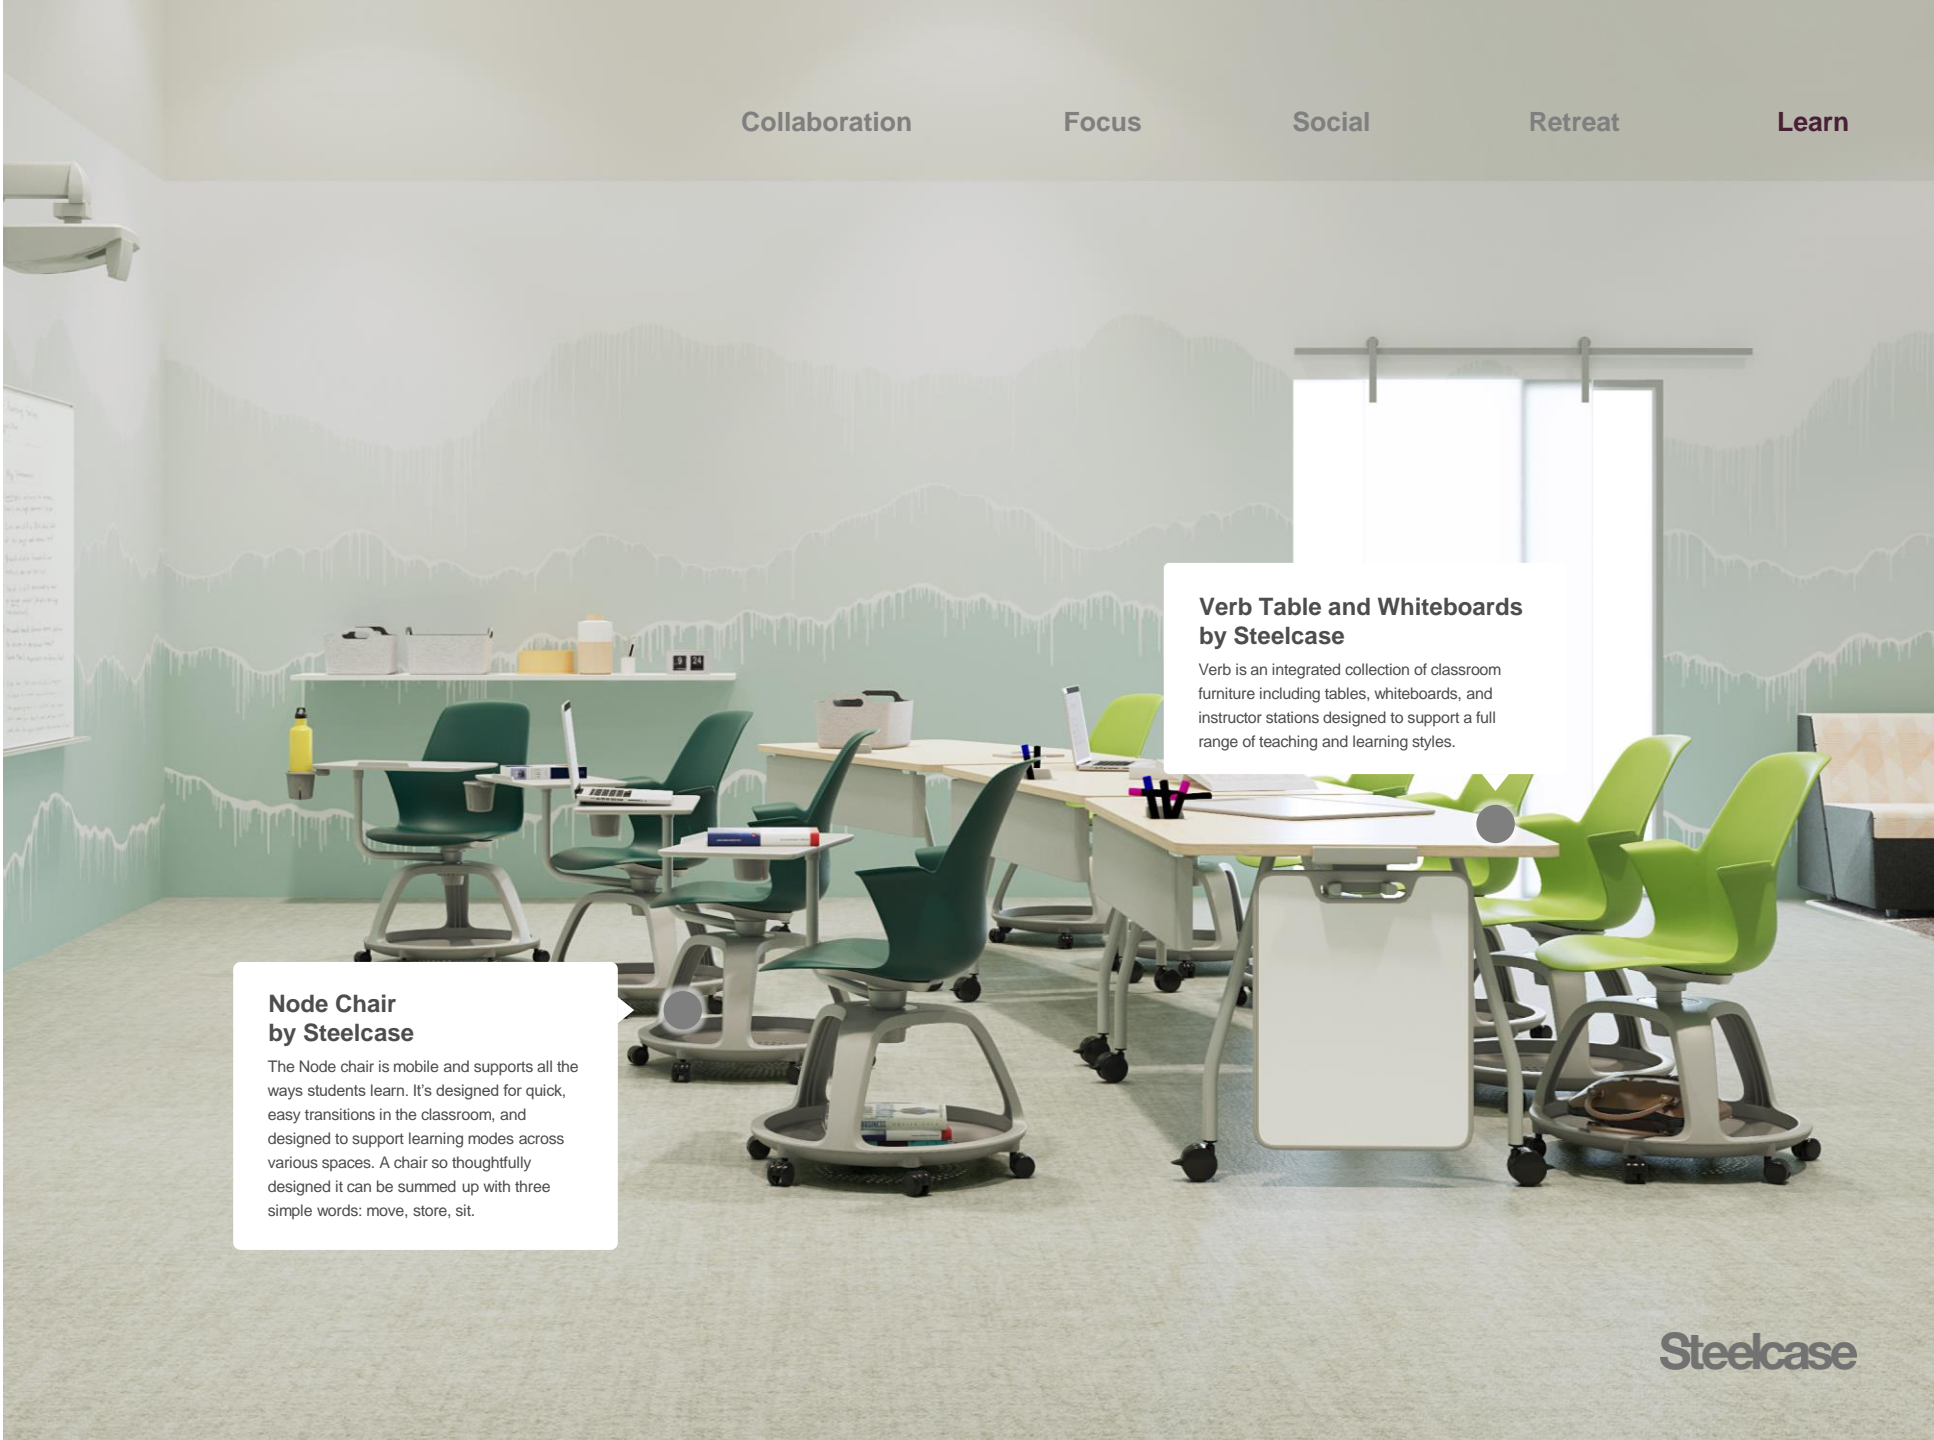 Collaboration Focus Social Retreat Learn
Verb Table and Whiteboards
by Steelcase
Verb is an integrated collection of classroom
furniture including tables, whiteboards, and
instructor stations designed to support a full
range of teaching and learning styles.
9 24
Node Chair
by Steelcase
The Node chair is mobile and supports all the
ways students learn. It’s designed for quick,
easy transitions in the classroom, and
designed to support learning modes across
various spaces. A chair so thoughtfully
designed it can be summed up with three
simple words: move, store, sit.
BUSINESS
Steelcase